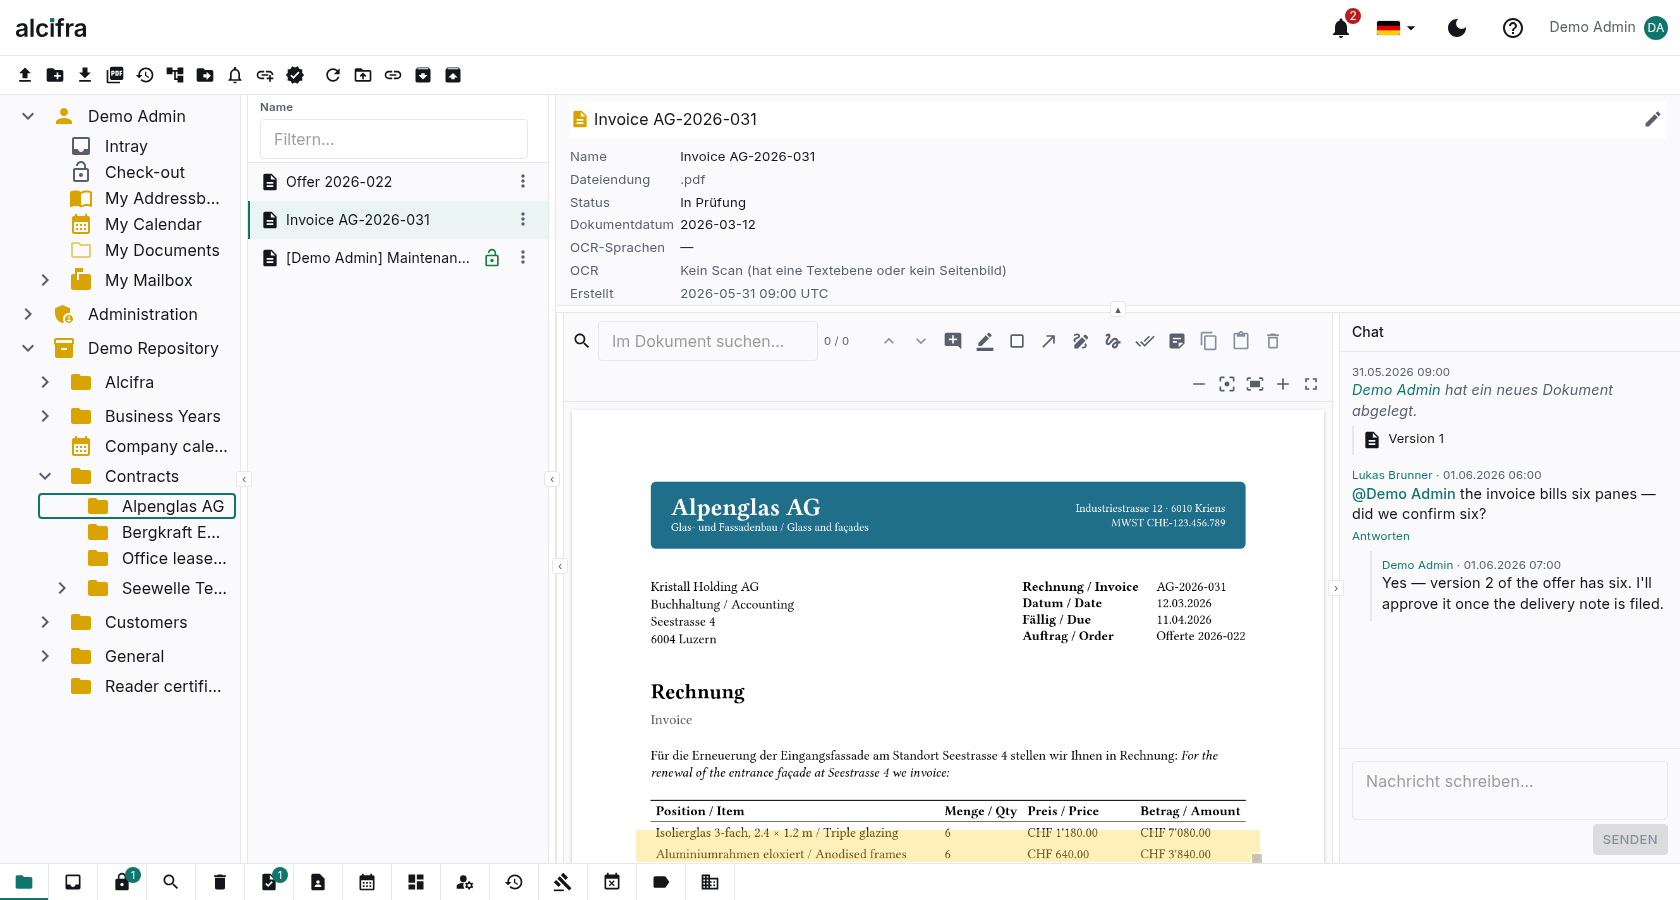 alcifra
2
Demo Admin
DA
PDF
Demo Admin
Intray
Check-out
My Addressb...
My Calendar
My Documents
My Mailbox
Administration
Demo Repository
Alcifra
Business Years
Company cale...
Contracts
Alpenglas AG
Bergkraft E...
Office lease...
Seewelle Te...
Customers
General
Reader certifi...
Name
Filtern...
Offer 2026-022
Invoice AG-2026-031
[Demo Admin] Maintenan...
Invoice AG-2026-031
Name Invoice AG-2026-031
Dateiendung .pdf
Status In Prüfung
Dokumentdatum 2026-03-12
OCR-Sprachen —
OCR Kein Scan (hat eine Textebene oder kein Seitenbild)
Erstellt 2026-05-31 09:00 UTC
Im Dokument suchen... 0 / 0
Alpenglas AG
Glas- und Fassadenbau / Glass and façades
Industriestrasse 12 · 6010 Kriens
MWST CHE-123.456.789
Kristall Holding AG
Buchhaltung / Accounting
Seestrasse 4
6004 Luzern
Rechnung / Invoice AG-2026-031
Datum / Date 12.03.2026
Fällig / Due 11.04.2026
Auftrag / Order Offerte 2026-022
Rechnung
Invoice
Für die Erneuerung der Eingangsfassade am Standort Seestrasse 4 stellen wir Ihnen in Rechnung: For the
renewal of the entrance façade at Seestrasse 4 we invoice:
Position / Item Menge / Qty Preis / Price Betrag / Amount
Isolierglas 3-fach, 2.4 × 1.2 m / Triple glazing 6 CHF 1'180.00 CHF 7'080.00
Aluminiumrahmen eloxiert / Anodised frames 6 CHF 640.00 CHF 3'840.00
Chat
31.05.2026 09:00
Demo Admin hat ein neues Dokument
abgelegt.
Version 1
Lukas Brunner · 01.06.2026 06:00
@Demo Admin the invoice bills six panes —
did we confirm six?
Antworten
Demo Admin · 01.06.2026 07:00
Yes — version 2 of the offer has six. I'll
approve it once the delivery note is filed.
Nachricht schreiben...
SENDEN
1
1